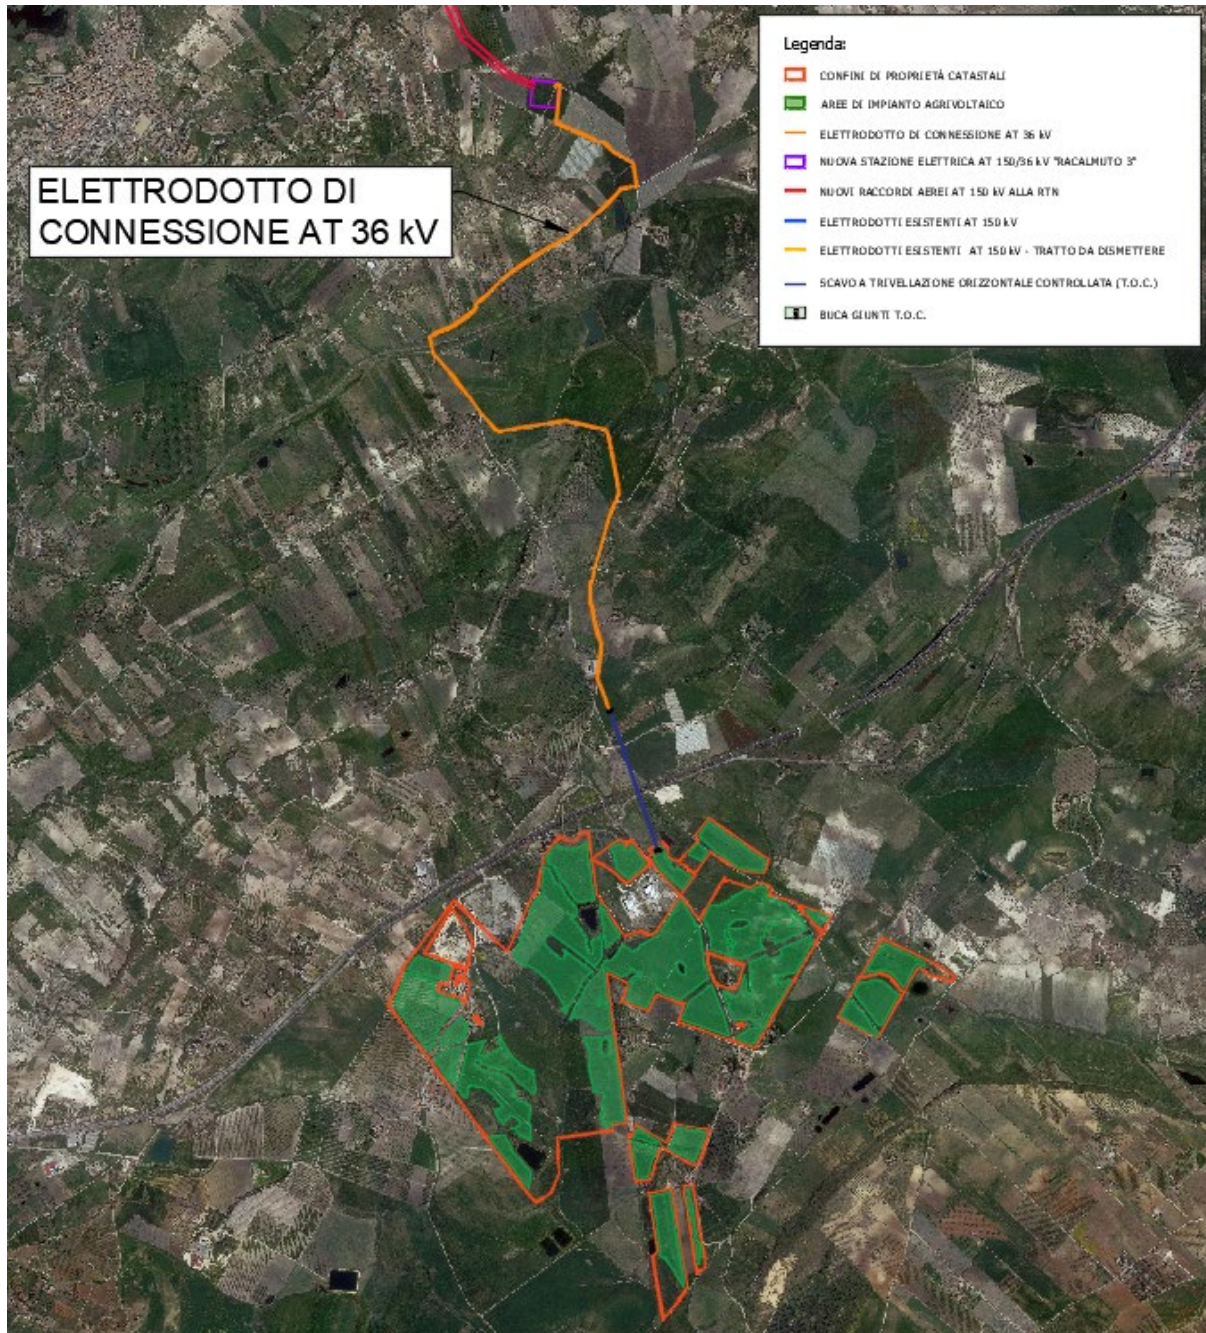 Legenda:
CONFINI DI PROPRIETÀ CATASTALI
AREE DI IMPIANTO AGRIVOLTAICO
ELETTRODOTTO DI CONNESSIONE AT 36 kV
NUOVA STAZIONE ELETTRICA AT 150/36 kV "RACALMUTO 3"
NUOVI RACCORDI AEREI AT 150 kV ALLA RTN
ELETTRODOTTI ESISTENTI AT 150 kV
ELETTRODOTTI ESISTENTI AT 150 kV - TRATTO DA DISMETTERE
SCAVO A TRIVELLAZIONE ORIZZONTALE CONTROLLATA (T.O.C.)
BUCA GIUNTI T.O.C.
ELETTRODOTTO DI
CONNESSIONE AT 36 kV